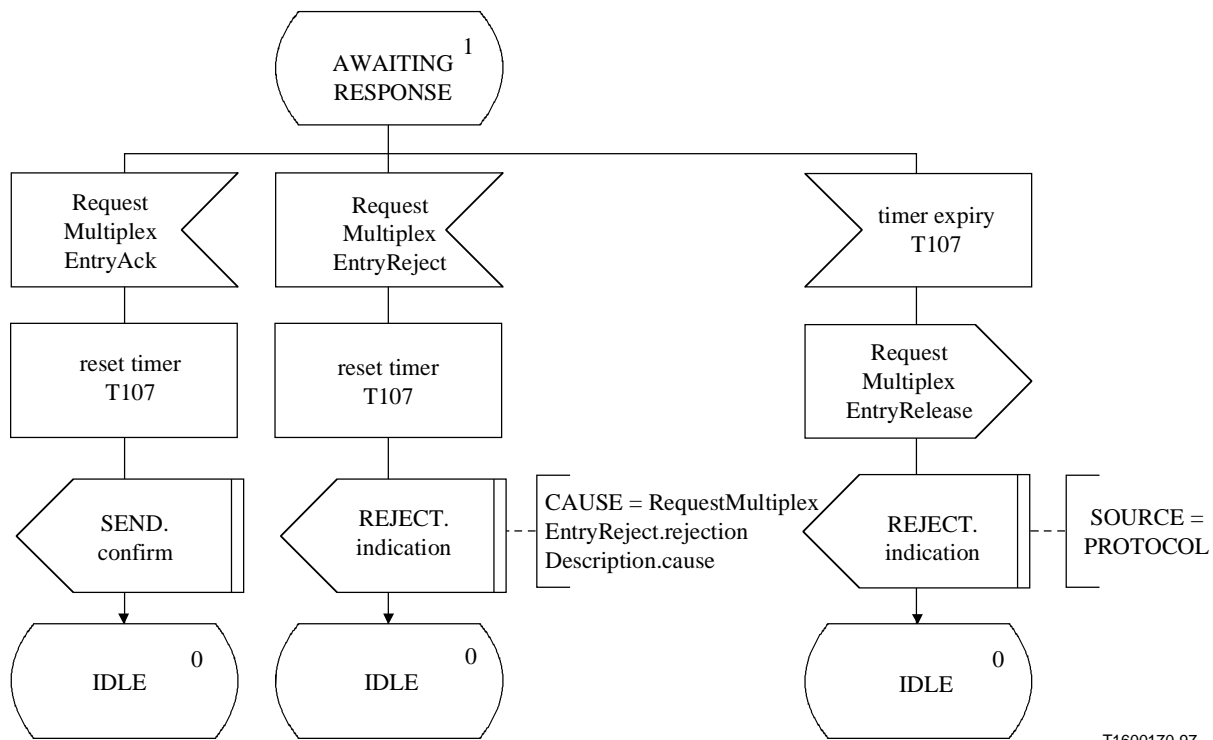 1
AWAITING
RESPONSE
Request
Multiplex
EntryAck
Request
Multiplex
EntryReject
timer expiry
T107
reset timer
T107
reset timer
T107
Request
Multiplex
EntryRelease
SEND.
confirm
REJECT.
indication
CAUSE = RequestMultiplex
EntryReject.rejection
Description.cause
REJECT.
indication
SOURCE =
PROTOCOL
0
IDLE
0
IDLE
0
IDLE
T1600170-97